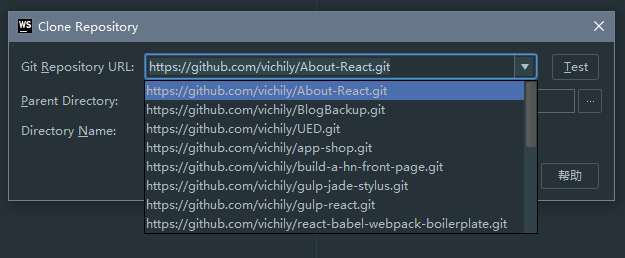 WS Clone Repository
Git Repository URL: https://github.com/vichily/About-React.git Test
https://github.com/vichily/About-React.git
Parent Directory: ...
https://github.com/vichily/BlogBackup.git
https://github.com/vichily/UED.git
Directory Name:
https://github.com/vichily/app-shop.git
https://github.com/vichily/build-a-hn-front-page.git
https://github.com/vichily/gulp-jade-stylus.git
帮助
https://github.com/vichily/gulp-react.git
https://github.com/vichily/react-babel-webpack-boilerplate.git